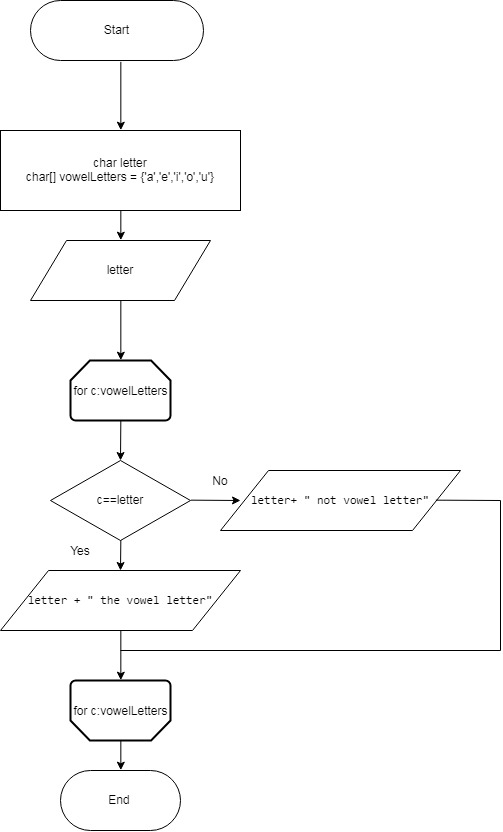 Start
char letter
char[] vowelLetters = {'a','e','i','o','u'}
letter
for c:vowelLetters
c==letter
No
letter+ " not vowel letter"
Yes
letter + " the vowel letter"
for c:vowelLetters
End